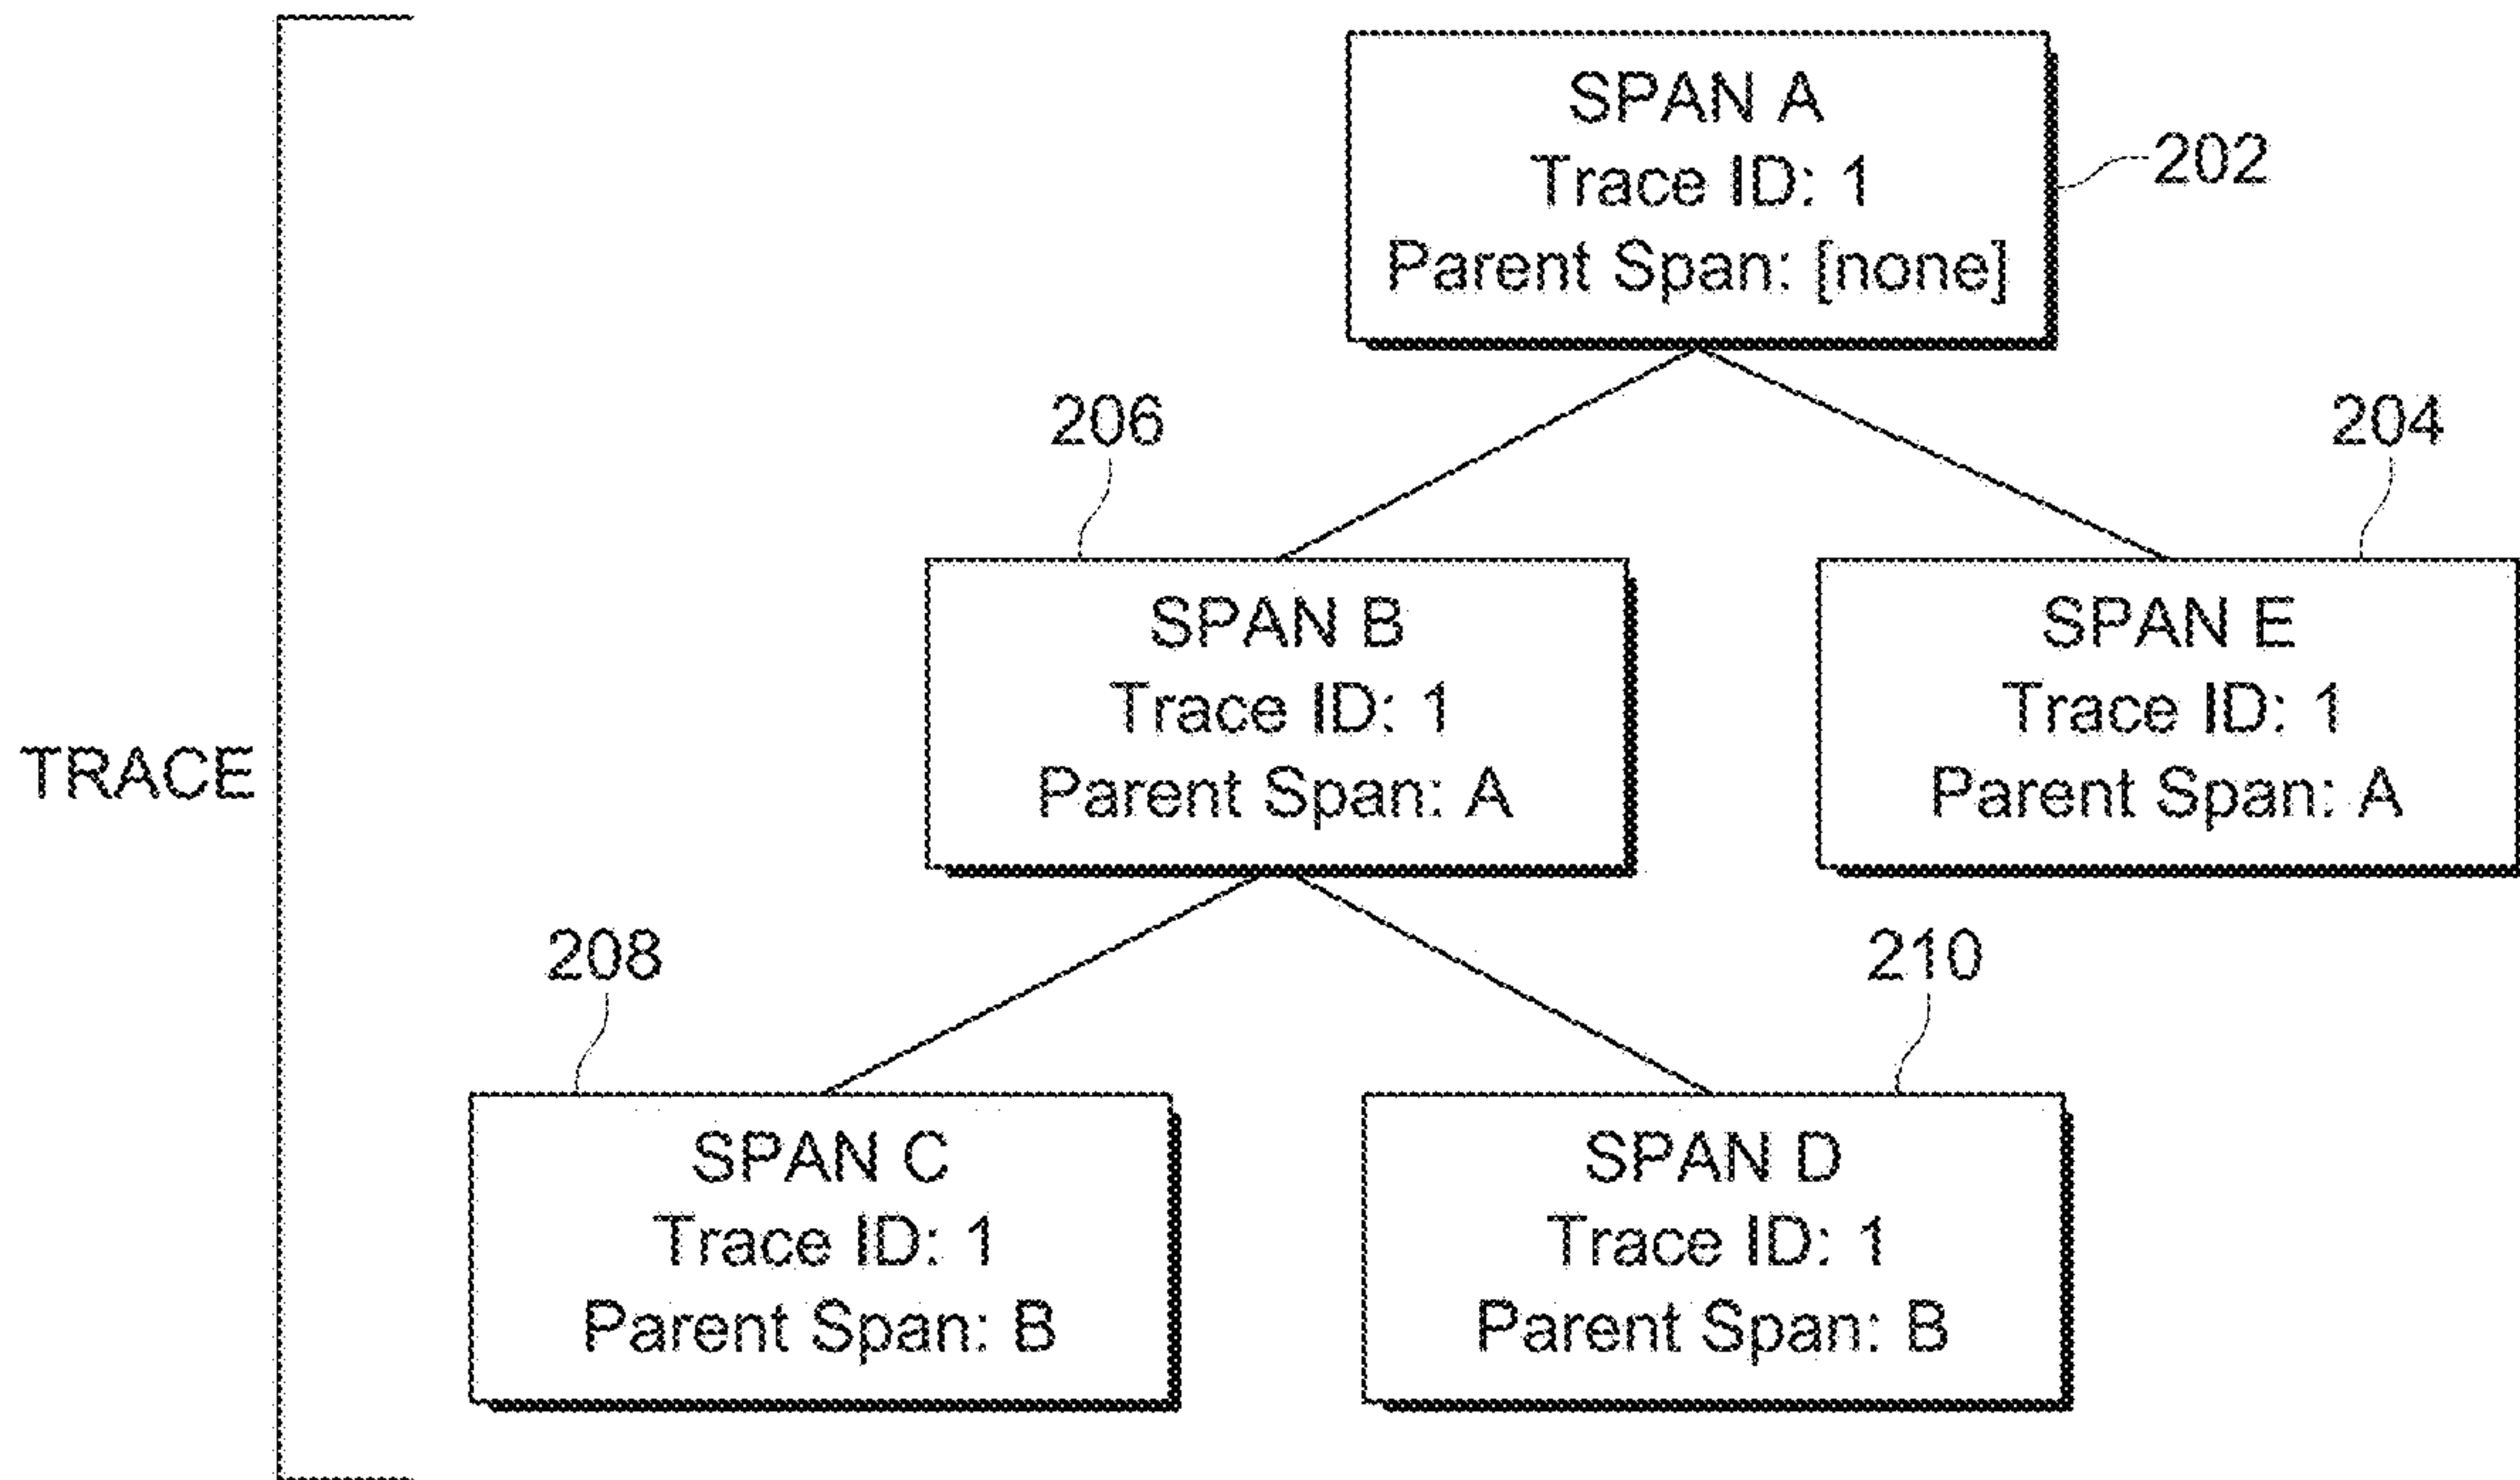 SPAN A
Trace ID: 1
Parent Span: [none]
202
206
204
SPAN B
Trace ID: 1
Parent Span: A
SPAN E
Trace ID: 1
Parent Span: A
TRACE
208
210
SPAN C
Trace ID: 1
Parent Span: B
SPAN D
Trace ID: 1
Parent Span: B